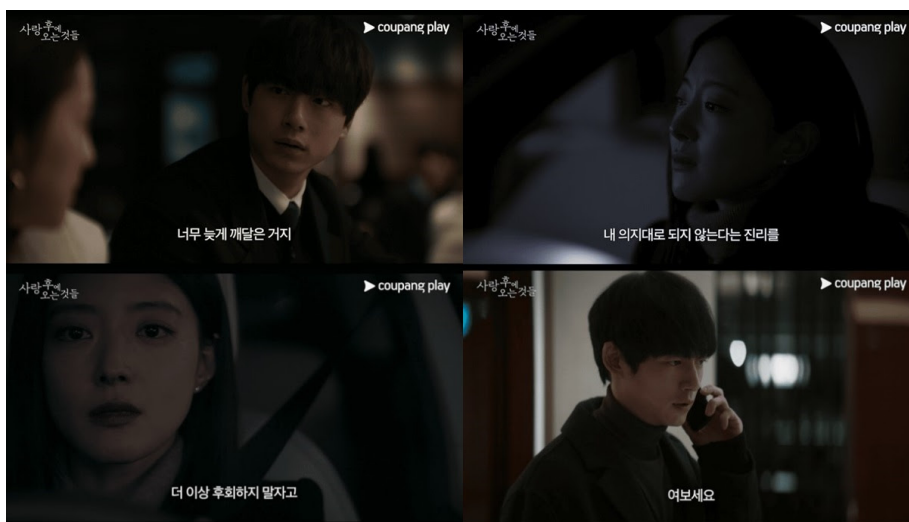 사랑 후에
오는 것들
coupang play
너무 늦게 깨달은 거지
사랑 후에
오는 것들
coupang play
내 의지대로 되지 않는다는 진리를
사랑 후에
오는 것들
coupang play
더 이상 후회하지 말자고
사랑 후에
오는 것들
coupang play
여보세요